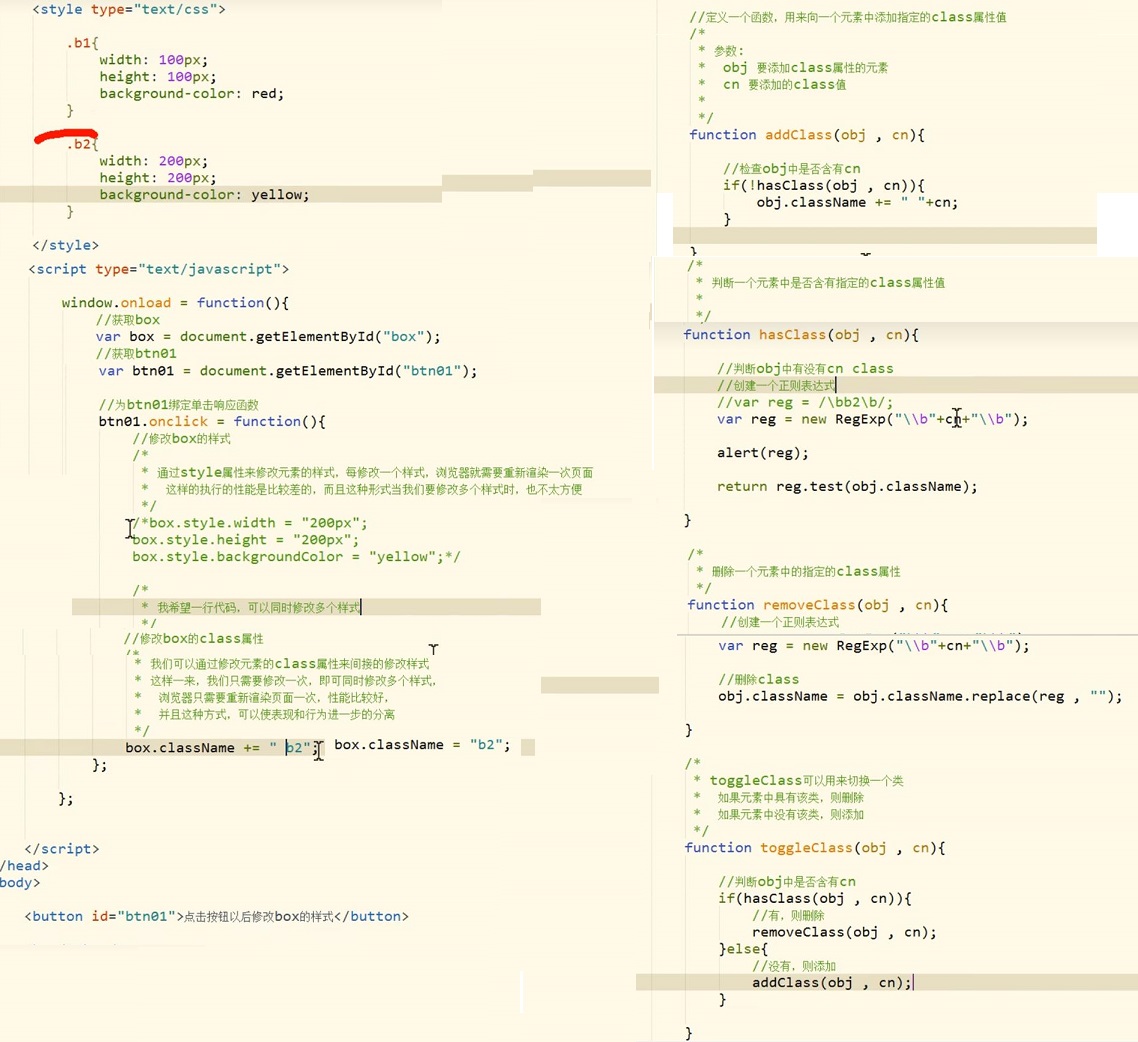 <style type="text/css">
.b1{
width: 100px;
height: 100px;
background-color: red;
}
.b2{
width: 200px;
height: 200px;
background-color: yellow;
}
</style>
<script type="text/javascript">
window.onload = function(){
//获取box
var box = document.getElementById("box");
//获取btn01
var btn01 = document.getElementById("btn01");
//为btn01绑定单击响应函数
btn01.onclick = function(){
//修改box的样式
/*
* 通过style属性来修改元素的样式，每修改一个样式，浏览器就需要重新渲染一次页面
* 这样的执行的性能是比较差的，而且这种形式当我们要修改多个样式时，也不太方便
*/
/*box.style.width = "200px";
box.style.height = "200px";
box.style.backgroundColor = "yellow";*/
/*
* 我希望一行代码，可以同时修改多个样式
*/
//修改box的class属性
/*
* 我们可以通过修改元素的class属性来间接的修改样式
* 这样一来，我们只需要修改一次，即可同时修改多个样式，
* 浏览器只需要重新渲染页面一次，性能比较好，
* 并且这种方式，可以使表现和行为进一步的分离
*/
box.className += " b2"; box.className = "b2";
};
};
</script>
/head>
body>
<button id="btn01">点击按钮以后修改box的样式</button>
//定义一个函数，用来向一个元素中添加指定的class属性值
/*
* 参数:
* obj 要添加class属性的元素
* cn 要添加的class值
*
*/
function addClass(obj , cn){
//检查obj中是否含有cn
if(!hasClass(obj , cn)){
obj.className += " "+cn;
}
}
/*
* 判断一个元素中是否含有指定的class属性值
*
*/
function hasClass(obj , cn){
//判断obj中有没有cn class
//创建一个正则表达式
//var reg = /\bb2\b/;
var reg = new RegExp("\\b"+cn+"\\b");
alert(reg);
return reg.test(obj.className);
}
/*
* 删除一个元素中的指定的class属性
*/
function removeClass(obj , cn){
//创建一个正则表达式
var reg = new RegExp("\\b"+cn+"\\b");
//删除class
obj.className = obj.className.replace(reg , "");
}
/*
* toggleClass可以用来切换一个类
* 如果元素中具有该类，则删除
* 如果元素中没有该类，则添加
*/
function toggleClass(obj , cn){
//判断obj中是否含有cn
if(hasClass(obj , cn)){
//有，则删除
removeClass(obj , cn);
}else{
//没有，则添加
addClass(obj , cn);
}
}